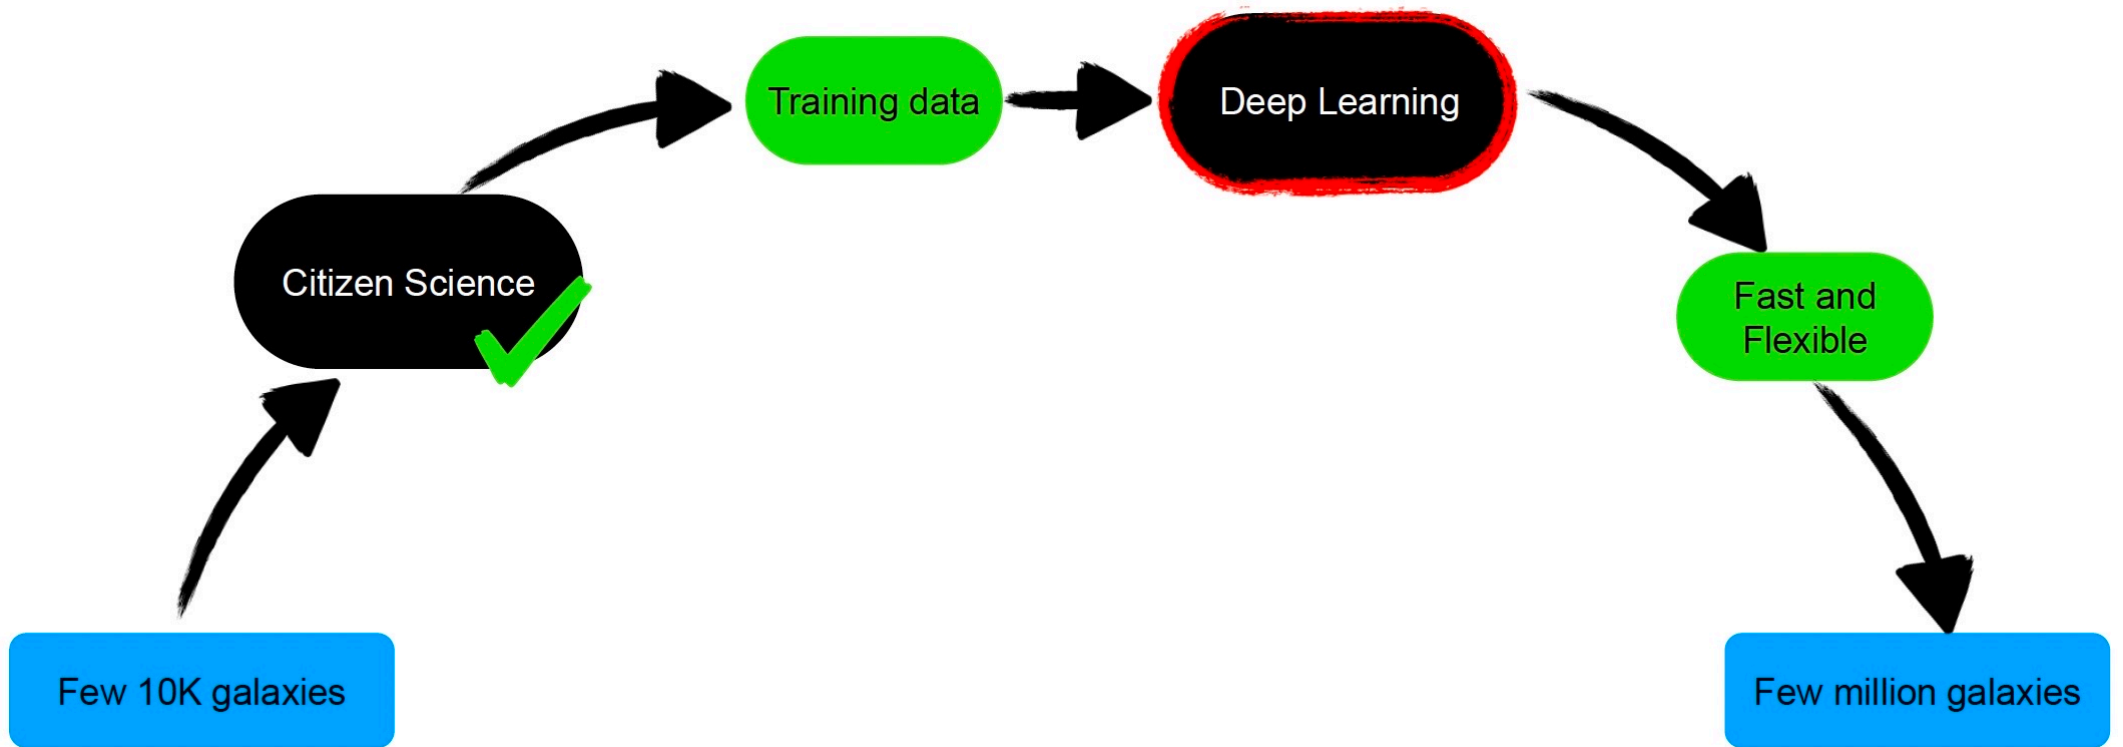 Training data
Deep Learning
Citizen Science
Fast and
Flexible
Few 10K galaxies
Few million galaxies